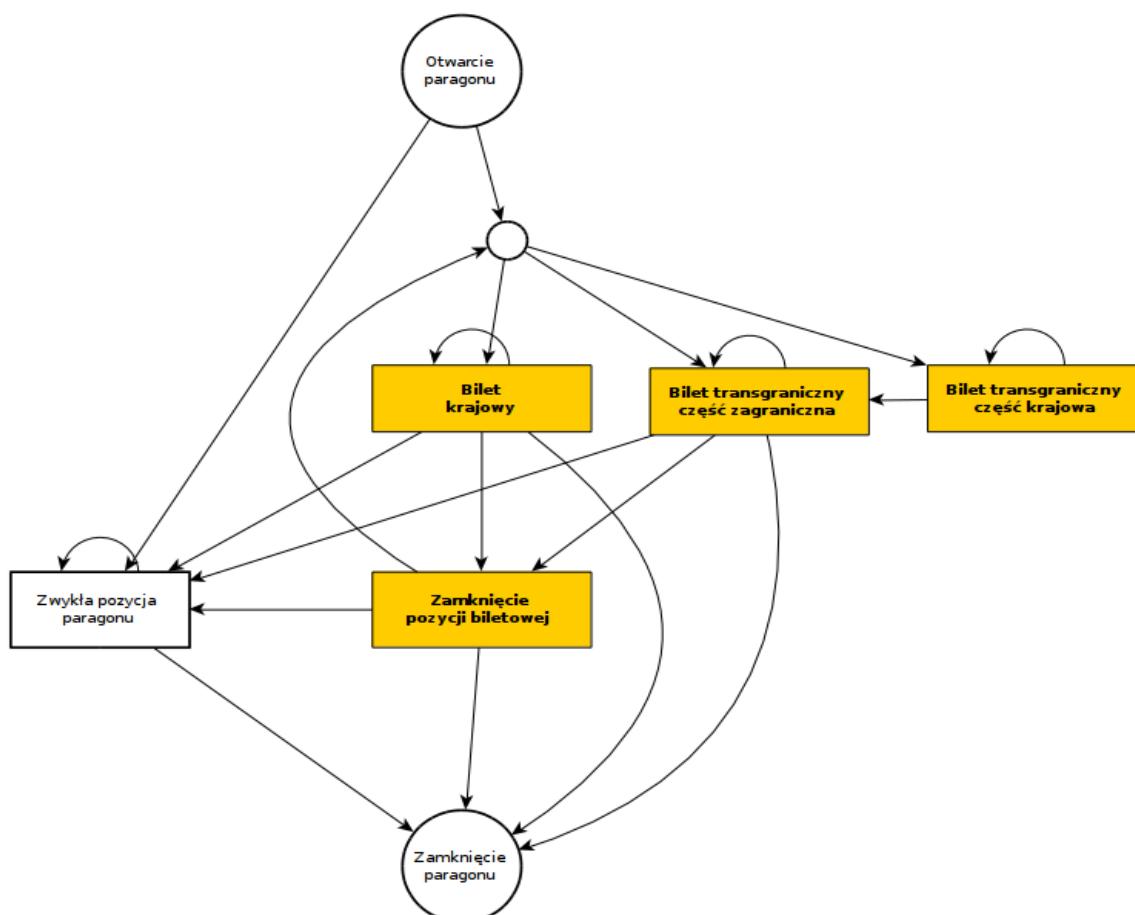 Otwarcie
paragonu
Bilet
krajowy
Bilet transgraniczny
część zagraniczna
Bilet transgraniczny
część krajowa
Zwykła pozycja
paragonu
Zamknięcie
pozycji biletowej
Zamknięcie
paragonu